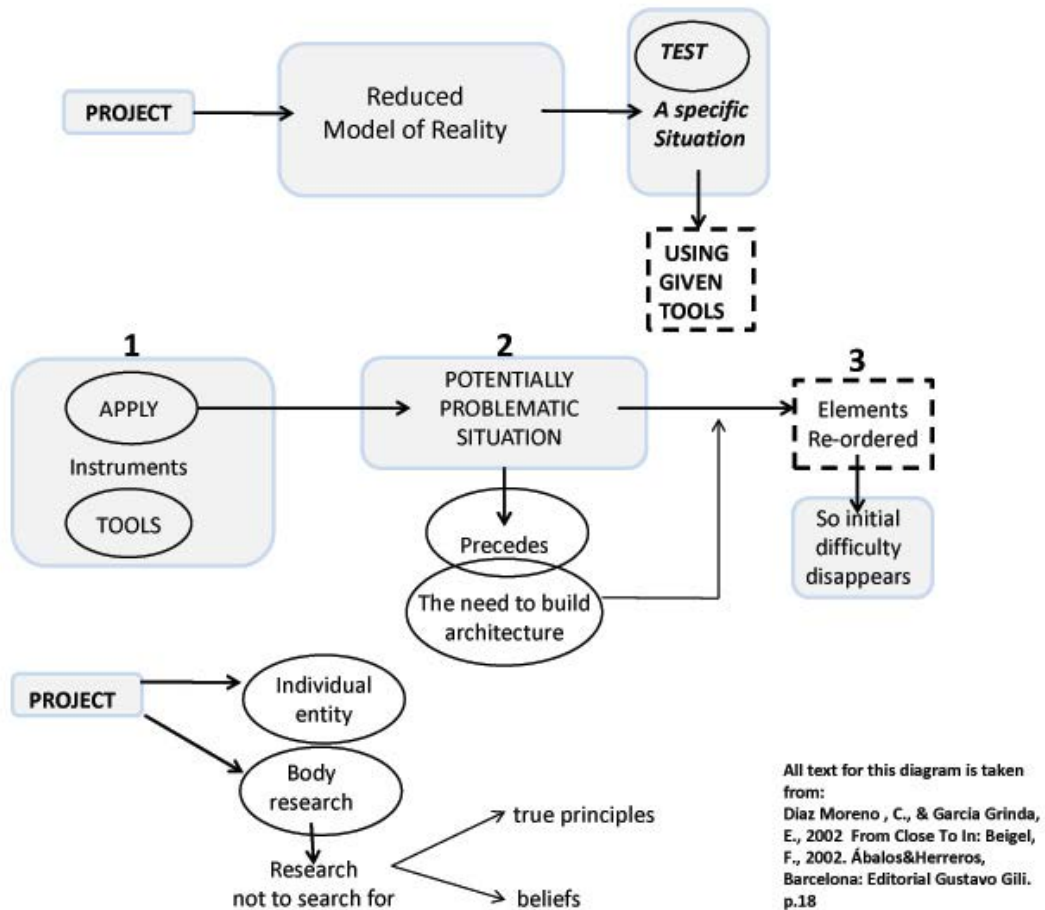 PROJECT
Reduced
Model of Reality
TEST
A specific
Situation
USING
GIVEN
TOOLS
1
APPLY
Instruments
TOOLS
2
POTENTIALLY
PROBLEMATIC
SITUATION
Precedes
The need to build
architecture
3
Elements
Re-ordered
So initial
difficulty
disappears
PROJECT
Individual
entity
Body
research
Research
not to search for
true principles
beliefs
All text for this diagram is taken
from:
Diaz Moreno , C., & Garcia Grinda,
E., 2002 From Close To In: Beigel,
F., 2002. Ábalos&Herreros,
Barcelona: Editorial Gustavo Gili.
p.18